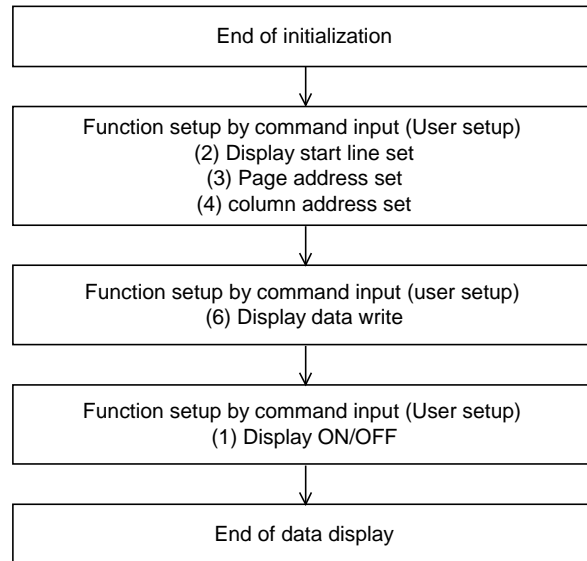 End of initialization
Function setup by command input (User setup)
(2) Display start line set
(3) Page address set
(4) column address set
Function setup by command input (user setup)
(6) Display data write
Function setup by command input (User setup)
(1) Display ON/OFF
End of data display